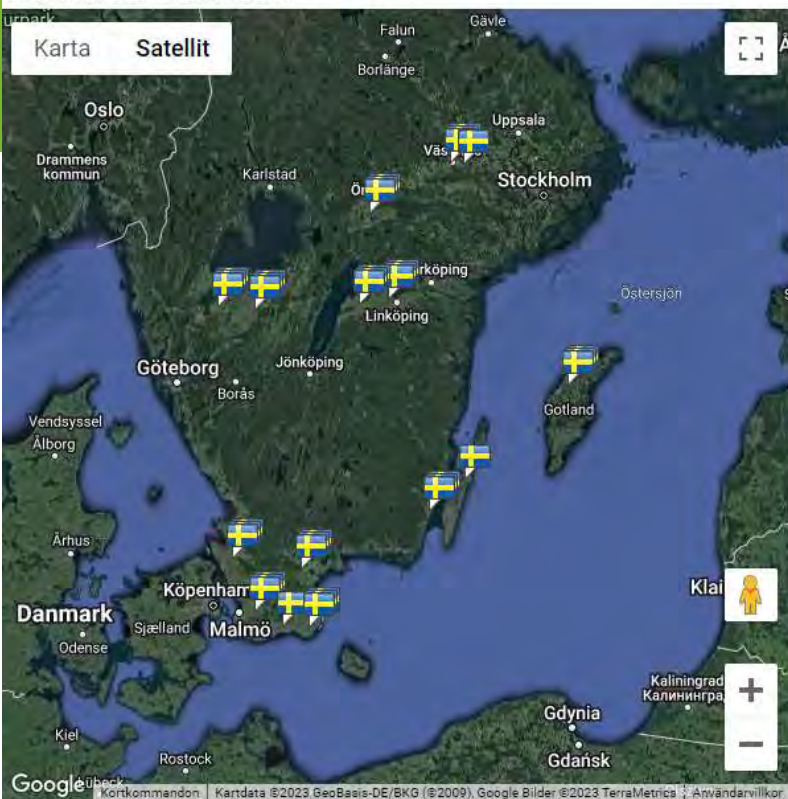 Karta Satellit
Falun
Gävle
Borlänge
Oslo
Uppsala
Drammens
kommun
Karlstad
Stockholm
Linköping
Östersjön
Göteborg
Jönköping
Borås
Gotland
Vendsyssel
Ålborg
Århus
Klai
Danmark
Sjælland
Malmö
Odense
Kaliningrad
Gdynia
Kiel
Gdańsk
Rostock
Google
Kortkommandon Kartdata ©2023 GeoBasis-DE/BKG (©2009), Google Bilder ©2023 TerraMetrics Användarvillkor